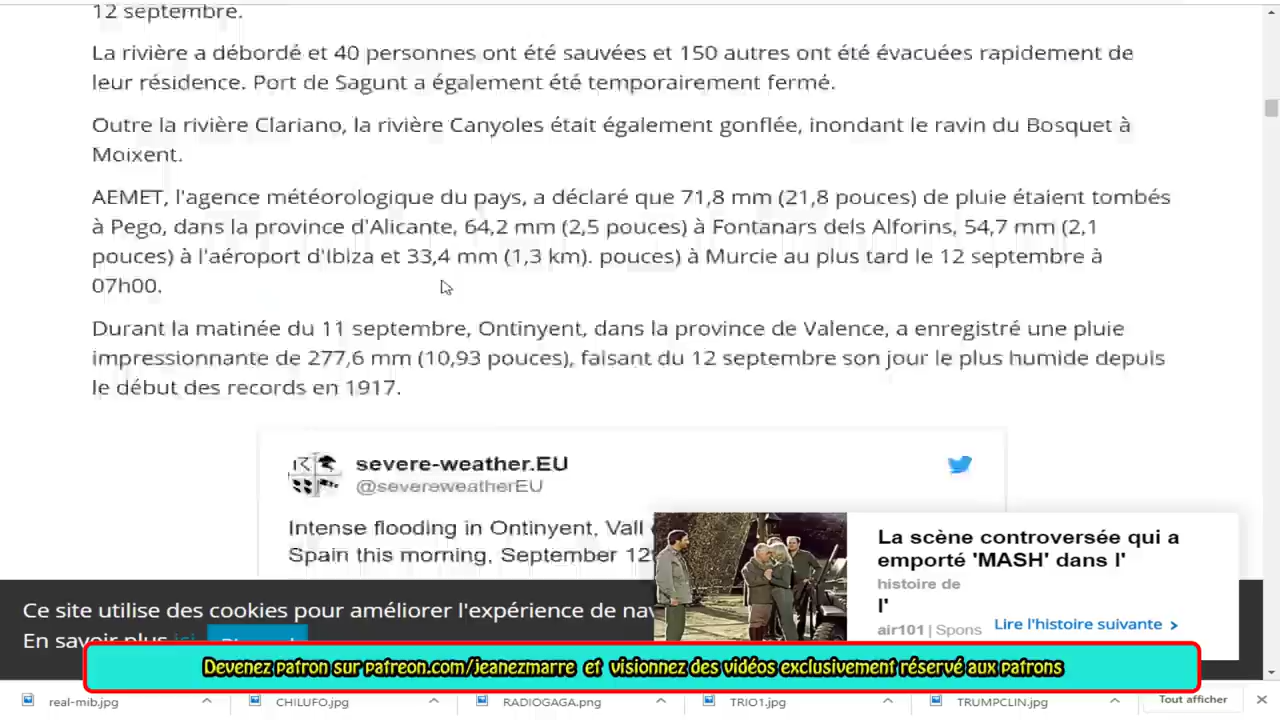 12 septembre.
La rivière a débordé et 40 personnes ont été sauvées et 150 autres ont été évacuées rapidement de
leur résidence. Port de Sagunt a également été temporairement fermé.
Outre la rivière Clariano, la rivière Canyoles était également gonflée, inondant le ravin du Bosquet à
Moixent.
AEMET, l'agence météorologique du pays, a déclaré que 71,8 mm (21,8 pouces) de pluie étaient tombés
à Pego, dans la province d'Alicante, 64,2 mm (2,5 pouces) à Fontanars dels Alforins, 54,7 mm (2,1
pouces) à l'aéroport d'Ibiza et 33,4 mm (1,3 km). pouces) à Murcie au plus tard le 12 septembre à
07h00.
Durant la matinée du 11 septembre, Ontinyent, dans la province de Valence, a enregistré une pluie
impressionnante de 277,6 mm (10,93 pouces), faisant du 12 septembre son jour le plus humide depuis
le début des records en 1917.
severe-weather.EU
@severeweatherEU
Intense flooding in Ontinyent, Vall
Spain this morning, September 12
La scène controversée qui a
emporté 'MASH' dans l'
histoire de
l'
air101 | Spons
Lire l'histoire suivante >
Ce site utilise des cookies pour améliorer l'expérience de nav
En savoir plus ici
Devenez patron sur patreon.com/jeanezmarre et visionnez des vidéos exclusivement réservé aux patrons
real-mib.jpg
CHILUFO.jpg
RADIOGAGA.png
TRIO1.jpg
TRUMPCLIN.jpg
Tout afficher